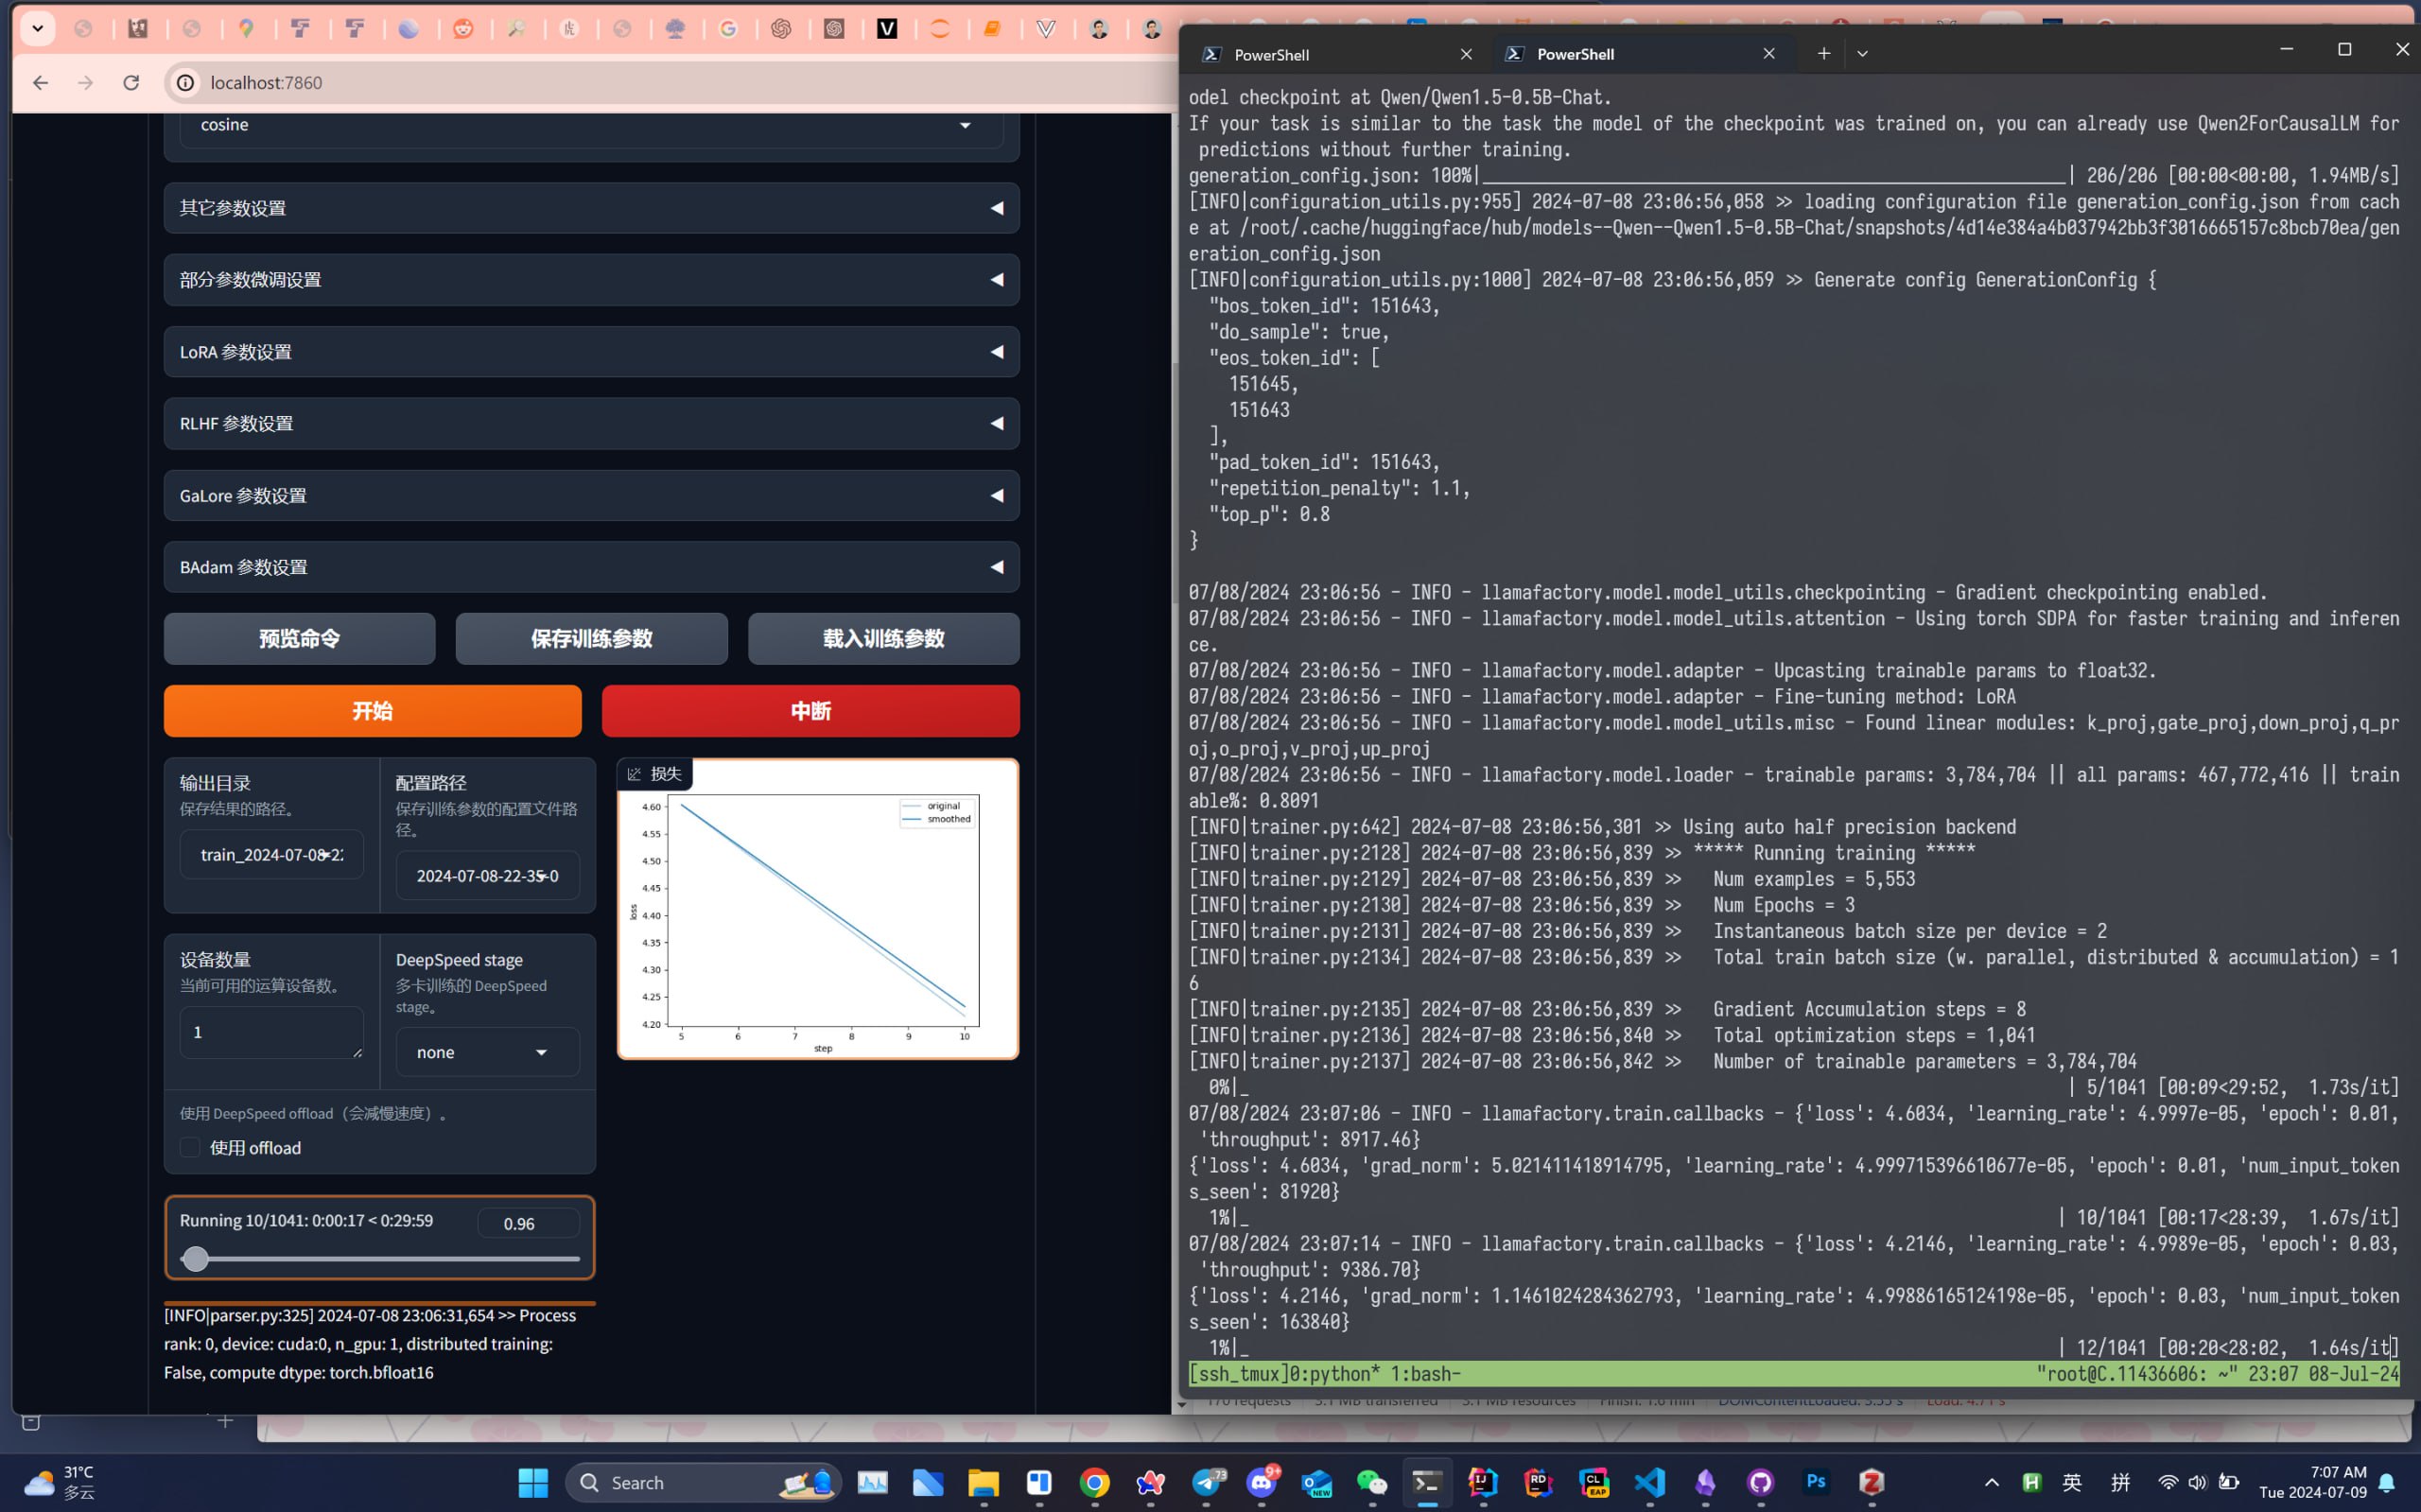 localhost:7860
cosine
其它参数设置
部分参数微调设置
LoRA 参数设置
RLHF 参数设置
GaLore 参数设置
BAdam 参数设置
预览命令
保存训练参数
载入训练参数
开始
中断
输出目录
保存结果的路径。
train_2024-07-08-22
配置路径
保存训练参数的配置文件路
径。
2024-07-08-22-35-0
设备数量
当前可用的运算设备数。
1
DeepSpeed stage
多卡训练的 DeepSpeed
stage。
none
使用 DeepSpeed offload（会减慢速度）。
使用 offload
损失
original
smoothed
4.60
4.55
4.50
4.45
4.40
4.35
4.30
4.25
4.20
loss
5 6 7 8 9 10
step
Running 10/1041: 0:00:17 < 0:29:59
0.96
[INFO|parser.py:325] 2024-07-08 23:06:31,654 >> Process
rank: 0, device: cuda:0, n_gpu: 1, distributed training:
False, compute dtype: torch.bfloat16
PowerShell
PowerShell
odel checkpoint at Qwen/Qwen1.5-0.5B-Chat.
If your task is similar to the task the model of the checkpoint was trained on, you can already use Qwen2ForCausalLM for
predictions without further training.
generation_config.json: 100%|___| 206/206 [00:00<00:00, 1.94MB/s]
[INFO|configuration_utils.py:955] 2024-07-08 23:06:56,058 >> loading configuration file generation_config.json from cach
e at /root/.cache/huggingface/hub/models--Qwen--Qwen1.5-0.5B-Chat/snapshots/4d14e384a4b037942bb3f3016665157c8bcb70ea/gen
eration_config.json
[INFO|configuration_utils.py:1000] 2024-07-08 23:06:56,059 >> Generate config GenerationConfig {
"bos_token_id": 151643,
"do_sample": true,
"eos_token_id": [
151645,
151643
],
"pad_token_id": 151643,
"repetition_penalty": 1.1,
"top_p": 0.8
}
07/08/2024 23:06:56 - INFO - llamafactory.model.model_utils.checkpointing - Gradient checkpointing enabled.
07/08/2024 23:06:56 - INFO - llamafactory.model.model_utils.attention - Using torch SDPA for faster training and inferen
ce.
07/08/2024 23:06:56 - INFO - llamafactory.model.adapter - Upcasting trainable params to float32.
07/08/2024 23:06:56 - INFO - llamafactory.model.adapter - Fine-tuning method: LoRA
07/08/2024 23:06:56 - INFO - llamafactory.model.model_utils.misc - Found linear modules: k_proj,gate_proj,down_proj,q_pr
oj,o_proj,v_proj,up_proj
07/08/2024 23:06:56 - INFO - llamafactory.model.loader - trainable params: 3,784,704 || all params: 467,772,416 || train
able%: 0.8091
[INFO|trainer.py:642] 2024-07-08 23:06:56,301 >> Using auto half precision backend
[INFO|trainer.py:2128] 2024-07-08 23:06:56,839 >> ***** Running training *****
[INFO|trainer.py:2129] 2024-07-08 23:06:56,839 >> Num examples = 5,553
[INFO|trainer.py:2130] 2024-07-08 23:06:56,839 >> Num Epochs = 3
[INFO|trainer.py:2131] 2024-07-08 23:06:56,839 >> Instantaneous batch size per device = 2
[INFO|trainer.py:2134] 2024-07-08 23:06:56,839 >> Total train batch size (w. parallel, distributed & accumulation) = 1
6
[INFO|trainer.py:2135] 2024-07-08 23:06:56,839 >> Gradient Accumulation steps = 8
[INFO|trainer.py:2136] 2024-07-08 23:06:56,840 >> Total optimization steps = 1,041
[INFO|trainer.py:2137] 2024-07-08 23:06:56,842 >> Number of trainable parameters = 3,784,704
0%|_ | 5/1041 [00:09<29:52, 1.73s/it]
07/08/2024 23:07:06 - INFO - llamafactory.train.callbacks - {'loss': 4.6034, 'learning_rate': 4.9997e-05, 'epoch': 0.01,
'throughput': 8917.46}
{'loss': 4.6034, 'grad_norm': 5.021411418914795, 'learning_rate': 4.999715396610677e-05, 'epoch': 0.01, 'num_input_token
s_seen': 81920}
1%|_ | 10/1041 [00:17<28:39, 1.67s/it]
07/08/2024 23:07:14 - INFO - llamafactory.train.callbacks - {'loss': 4.2146, 'learning_rate': 4.9989e-05, 'epoch': 0.03,
'throughput': 9386.70}
{'loss': 4.2146, 'grad_norm': 1.1461024284362793, 'learning_rate': 4.99886165124198e-05, 'epoch': 0.03, 'num_input_token
s_seen': 163840}
1%|_ | 12/1041 [00:20<28:02, 1.64s/it]
[ssh_tmux]0:python* 1:bash- "root@C.11436606: ~" 23:07 08-Jul-24
31°C
多云
Search
73
9+
NEW
IJ
RD
CL
EAP
Ps
Z
英
拼
7:07 AM
Tue 2024-07-09